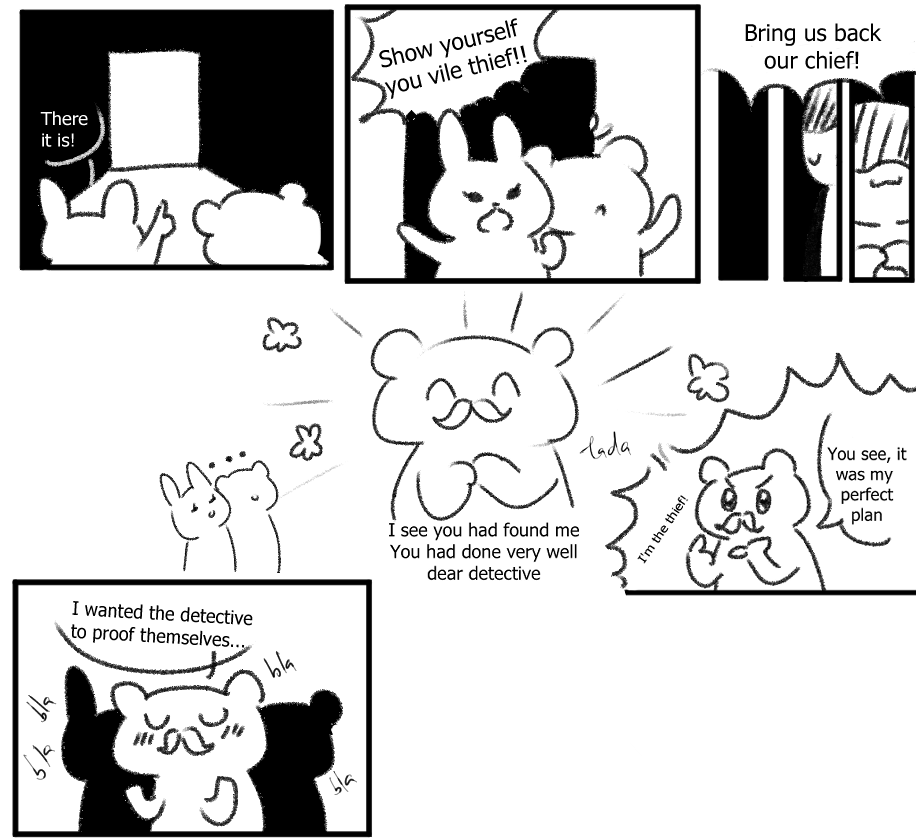 There
it is!
Show yourself
you vile thief!!
Bring us back
our chief!
...
tada
I see you had found me
You had done very well
dear detective
I'm the thief!
You see, it
was my
perfect
plan
I wanted the detective
to proof themselves...
bla
bla
bla
bla